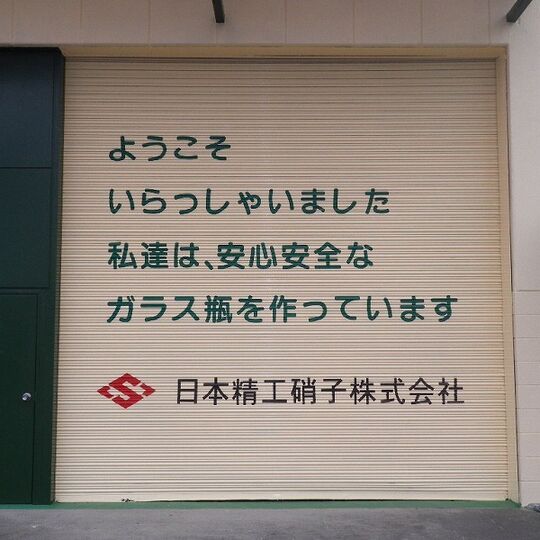 ようこそ
いらっしゃいました
私達は、安心安全な
ガラス瓶を作っています
日本精工硝子株式会社